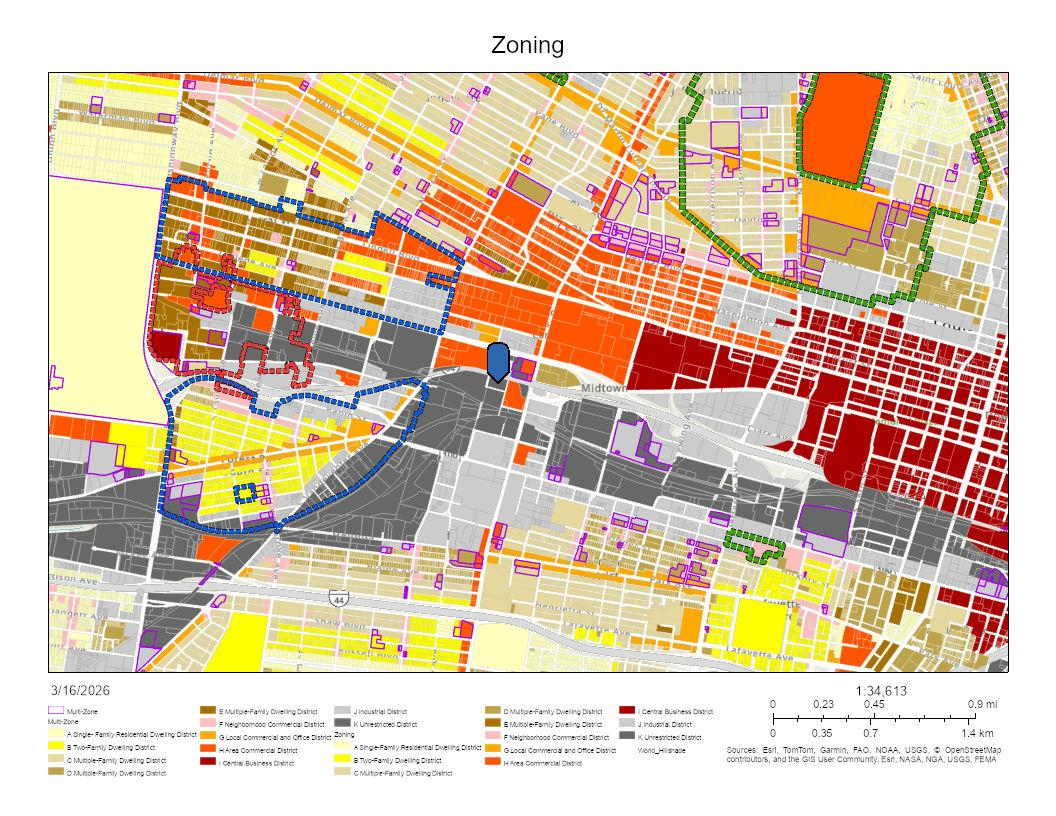 Zoning
Midtown
44
Lafayette Ave
Lafayette Ave
3/16/2026
1:34,613
0 0.23 0.45 0.9 mi
0 0.35 0.7 1.4 km
Multi-Zone
Multi-Zone
A Single- Family Residential Dwelling District
B Two-Family Dwelling District
C Multiple-Family Dwelling District
D Multiple-Family Dwelling District
E Multiple-Family Dwelling District
F Neighborhood Commercial District
G Local Commercial and Office District
H Area Commercial District
I Central Business District
J Industrial District
K Unrestricted District
Zoning
A Single-Family Residential Dwelling District
B Two-Family Dwelling District
C Multiple-Family Dwelling District
D Multiple-Family Dwelling District
E Multiple-Family Dwelling District
F Neighborhood Commercial District
G Local Commercial and Office District
H Area Commercial District
I Central Business District
J Industrial District
K Unrestricted District
World_Hillshade
Sources: Esri, TomTom, Garmin, FAO, NOAA, USGS, © OpenStreetMap
contributors, and the GIS User Community, Esri, NASA, NGA, USGS, FEMA